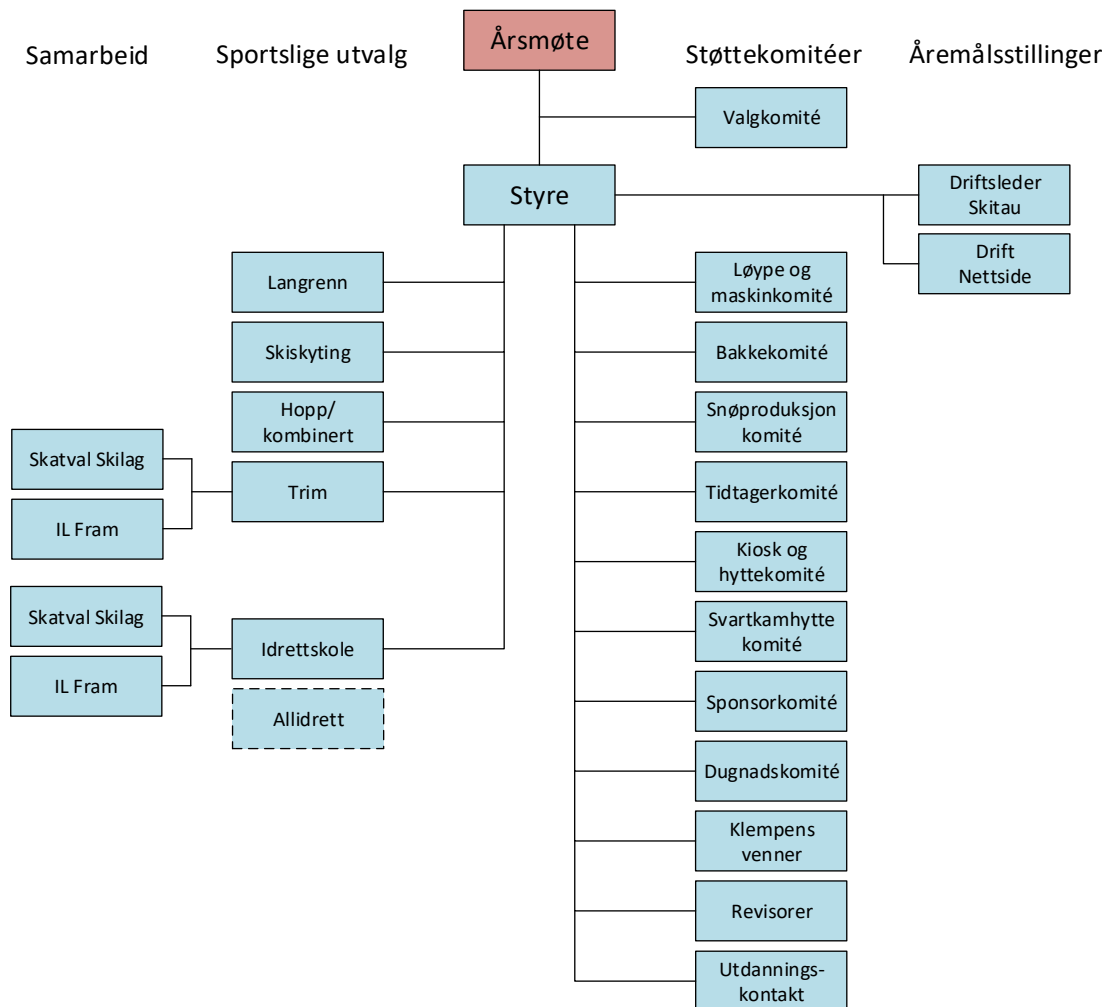 Årsmøte
Samarbeid
Sportslige utvalg
Støttekomitéer
Åremålsstillinger
Valgkomité
Styre
Driftsleder
Skitau
Drift
Nettside
Langrenn
Skiskyting
Hopp/
kombinert
Trim
Skatval Skilag
IL Fram
Skatval Skilag
IL Fram
Idrettskole
Allidrett
Løype og
maskinkomité
Bakkekomité
Snøproduksjon
komité
Tidtagerkomité
Kiosk og
hyttekomité
Svartkamhytte
komité
Sponsorkomité
Dugnadskomité
Klempens
venner
Revisorer
Utdannings-
kontakt